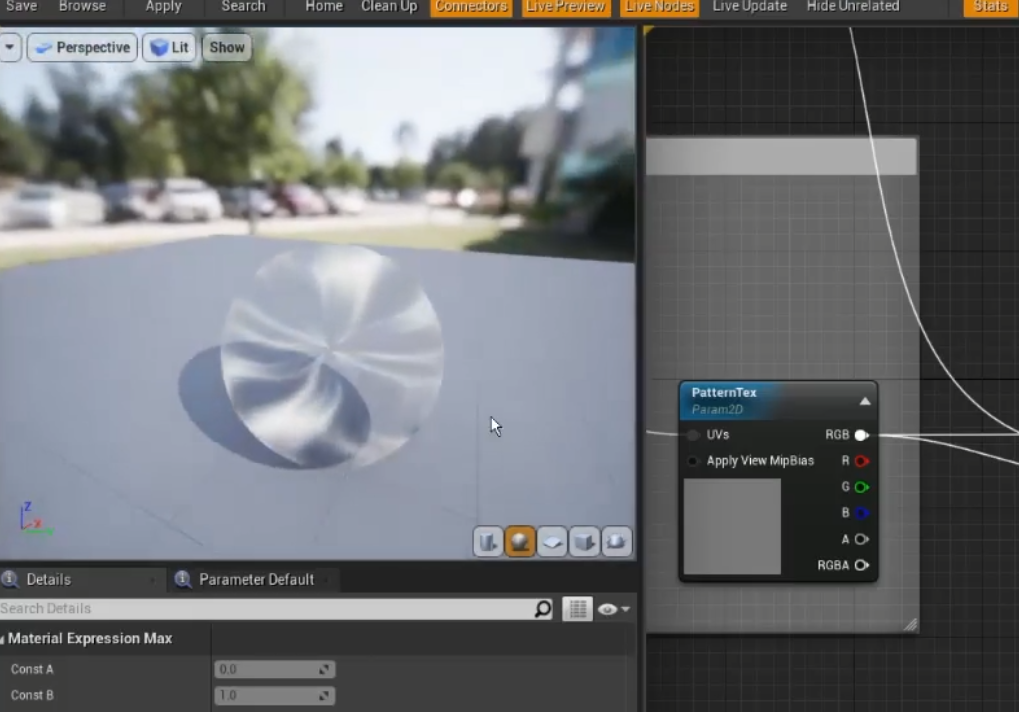 Save Browse Apply Search Home Clean Up Connectors Live Preview Live Nodes Live Update Hide Unrelated Stats
Perspective Lit Show
PatternTex
Param2D
UVs RGB
Apply View MipBias R
G
B
A
RGBA
Z
X
Details Parameter Default
Search Details
Material Expression Max
Const A 0.0
Const B 1.0